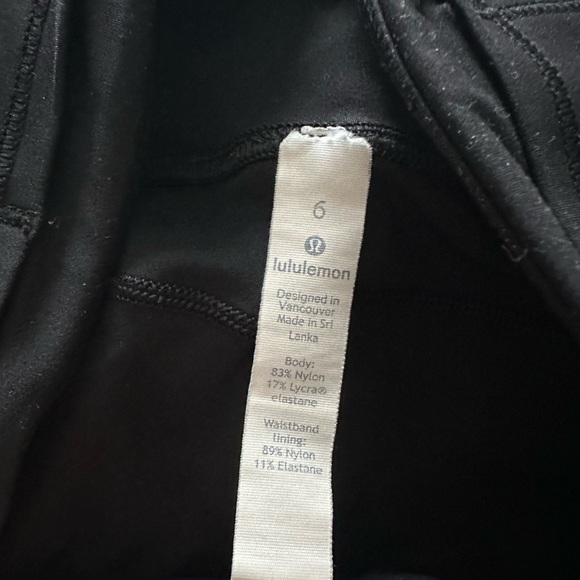 6
lululemon
Designed in
Vancouver
Made in Sri
Lanka
Body:
83% Nylon
17% Lycra®
elastane
Waistband
lining:
89% Nylon
11% Elastane